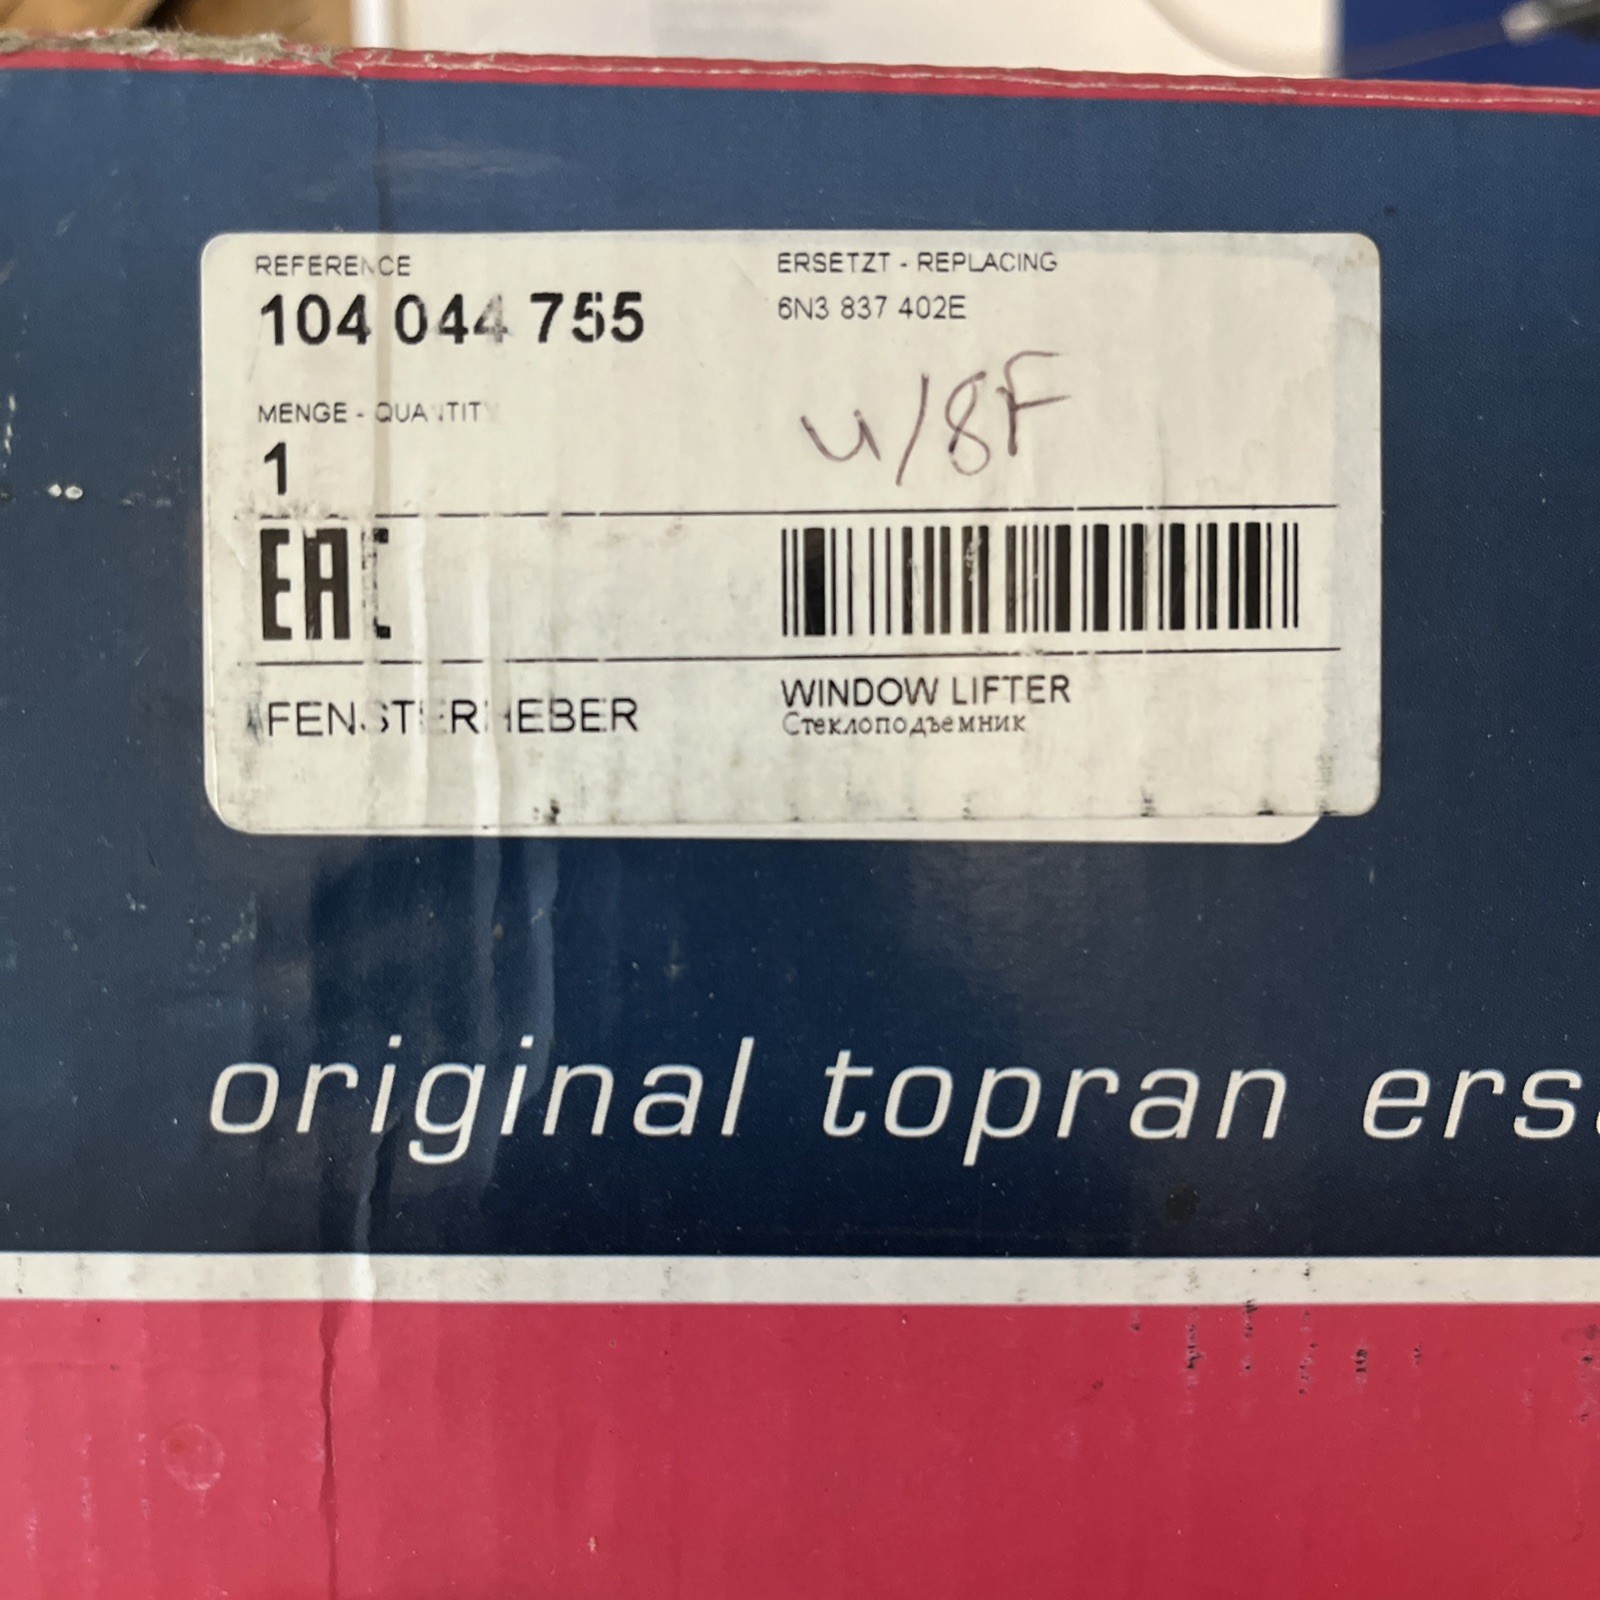 REFERENCE
104 044 755
ERSETZT - REPLACING
6N3 837 402E
MENGE - QUANTITY
1
u/8F
EAC
FENSTERHEBER
WINDOW LIFTER
Стеклоподъемник
original topran ers